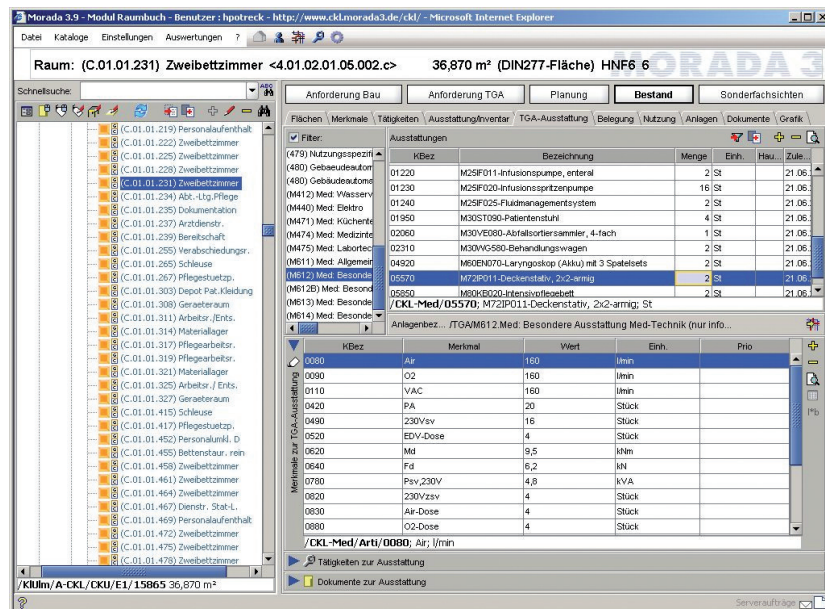 Morada 3.9 - Modul Raumbuch - Benutzer : hpotreck - http://www.ckl.morada3.de/ckl/ - Microsoft Internet Explorer
Datei Kataloge Einstellungen Auswertungen ?
Raum: (C.01.01.231) Zweibettzimmer <4.01.02.01.05.002.c> 36,870 m² (DIN277-Fläche) HNF6 6
MORADA 3
Schnellsuche:
(C.01.01.219) Personalaufenthalt
(C.01.01.222) Zweibettzimmer
(C.01.01.225) Zweibettzimmer
(C.01.01.228) Zweibettzimmer
(C.01.01.231) Zweibettzimmer
(C.01.01.234) Abt.-Ltg.Pflege
(C.01.01.235) Dokumentation
(C.01.01.237) Arztdienstr.
(C.01.01.239) Bereitschaft
(C.01.01.255) Verabschiedungsr.
(C.01.01.265) Schleuse
(C.01.01.267) Pflegestuetzp.
(C.01.01.303) Depot Pat.Kleidung
(C.01.01.308) Geraeteraum
(C.01.01.311) Arbeitsr./Ents.
(C.01.01.314) Materiallager
(C.01.01.317) Pflegearbeitsr.
(C.01.01.319) Pflegearbeitsr.
(C.01.01.321) Materiallager
(C.01.01.325) Arbeitsr./ Ents.
(C.01.01.327) Geraeteraum
(C.01.01.415) Schleuse
(C.01.01.417) Pflegestuetzp.
(C.01.01.452) Personalumkl. D
(C.01.01.455) Bettenstaur. rein
(C.01.01.458) Zweibettzimmer
(C.01.01.461) Zweibettzimmer
(C.01.01.464) Zweibettzimmer
(C.01.01.467) Dienstr. Stat-L.
(C.01.01.469) Personalaufenthalt
(C.01.01.472) Zweibettzimmer
(C.01.01.475) Zweibettzimmer
(C.01.01.478) Zweibettzimmer
/KlUlm/A-CKL/CKU/E1/15865 36,870 m²
Anforderung Bau Anforderung TGA Planung Bestand Sonderfachsichten
Flächen Merkmale Tätigkeiten Ausstattung/Inventar TGA-Ausstattung Belegung Nutzung Anlagen Dokumente Grafik
Filter:
(479) Nutzungsspezifi
(480) Gebaeudeautom
(480) Gebäudeautoma
(M412) Med: Wasserv
(M440) Med: Elektro
(M471) Med: Küchente
(M474) Med: Medizinte
(M475) Med: Labortec
(M611) Med: Allgemein
(M612) Med: Besonde
(M612B) Med: Besond
(M613) Med: Besonde
(M614) Med: Besonde
Ausstattungen
KBez Bezeichnung Menge Einh. Hau... Zule...
01220 M25IF011-Infusionspumpe, enteral 2 St 21.06.
01230 M25IF020-Infusionsspritzenpumpe 16 St 21.06.
01240 M25IF025-Fluidmanagementsystem 2 St 21.06.
01950 M30ST090-Patientenstuhl 4 St 21.06.
02060 M30VE080-Abfallsortiersammler, 4-fach 1 St 21.06.
02310 M30WG580-Behandlungswagen 2 St 21.06.
04920 M60EN070-Laryngoskop (Akku) mit 3 Spatelsets 2 St 21.06.
05570 M72IP011-Deckenstativ, 2x2-armig 2 St 21.06.
05850 M80KB020-Intensivpflegebett 2 St 21.06.
/CKL-Med/05570; M72IP011-Deckenstativ, 2x2-armig; St
Anlagenbez... /TGA/M612.Med: Besondere Ausstattung Med-Technik (nur info...
Merkmale zur TGA-Ausstattung
KBez Merkmal Wert Einh. Prio
0080 Air 160 l/min
0090 O2 160 l/min
0110 VAC 160 l/min
0420 PA 20 Stück
0490 230Vsv 16 Stück
0520 EDV-Dose 4 Stück
0620 Md 9,5 kNm
0640 Fd 6,2 kN
0780 Psv,230V 4,8 kVA
0820 230Vzsv 4 Stück
0830 Air-Dose 4 Stück
0880 O2-Dose 4 Stück
/CKL-Med/Arti/0080; Air; l/min
Tätigkeiten zur Ausstattung
Dokumente zur Ausstattung
Serveraufträge